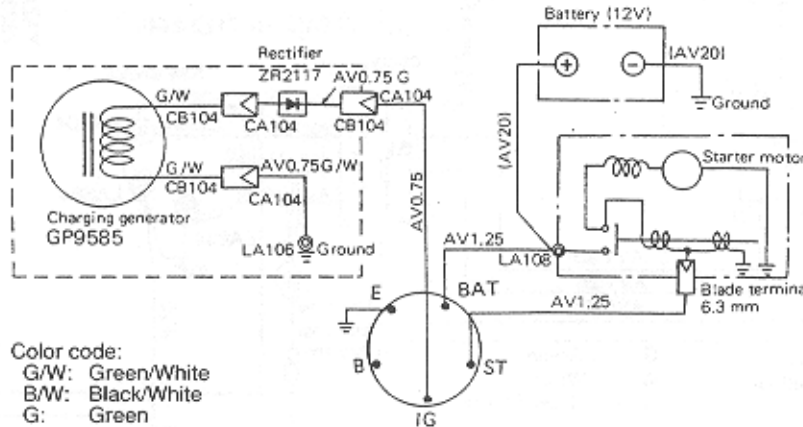 Battery (12V)
(AV20)
Ground
Rectifier
ZR2117
AV0.75 G
G/W
CB104
CA104
CA104
CB104
G/W
CB104
AV0.75G/W
CA104
Charging generator
GP9585
LA106
Ground
AV0.75
(AV20)
Starter motor
AV1.25
LA108
Blade termina
6.3 mm
AV1.25
E
BAT
B
ST
IG
Color code:
G/W: Green/White
B/W: Black/White
G: Green